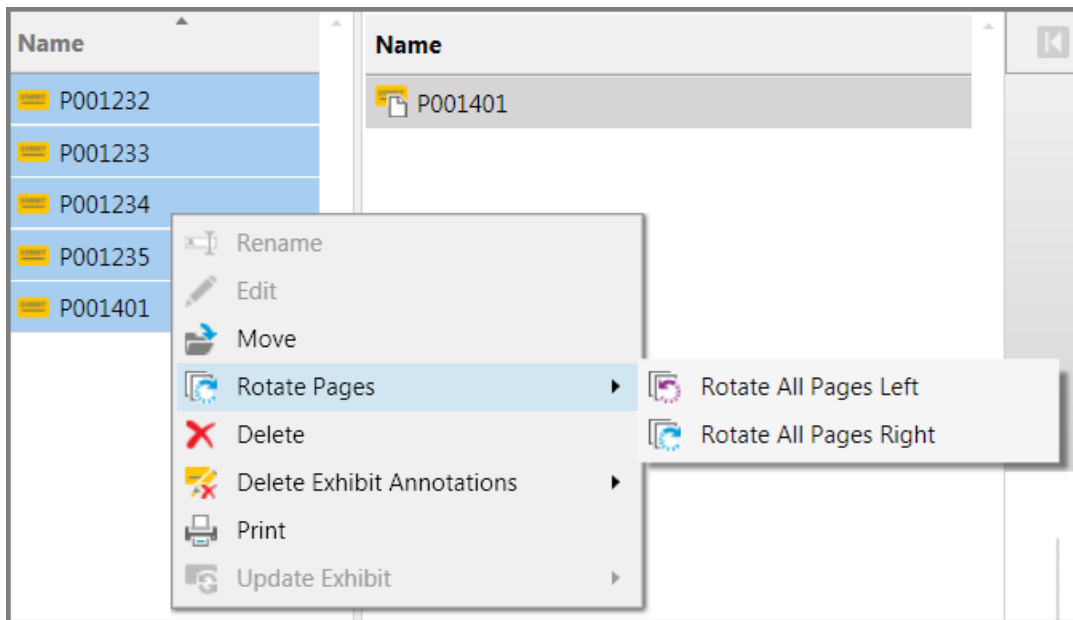 Name
P001232
P001233
P001234
P001235
P001401
Name
P001401
Rename
Edit
Move
Rotate Pages
Delete
Delete Exhibit Annotations
Print
Update Exhibit
Rotate All Pages Left
Rotate All Pages Right